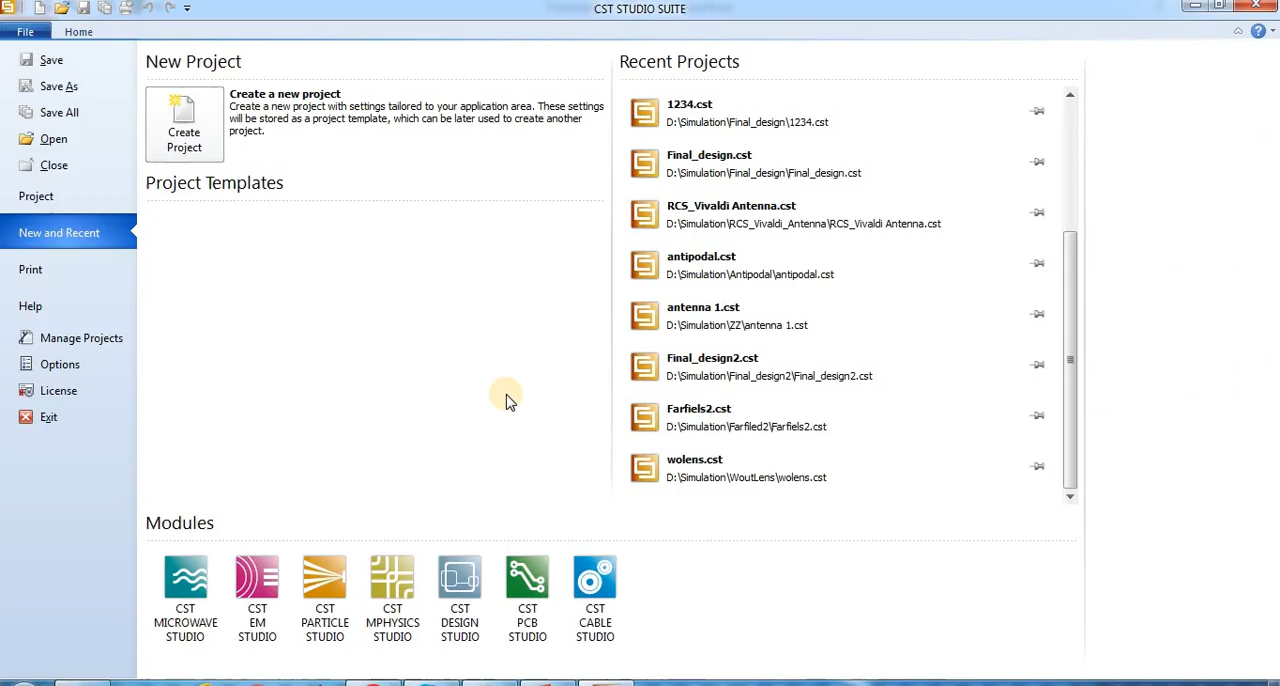 CST STUDIO SUITE
File
Home
Save
Save As
Save All
Open
Close
Project
New and Recent
Print
Help
Manage Projects
Options
License
Exit
New Project
Create Project
Create a new project
Create a new project with settings tailored to your application area. These settings
will be stored as a project template, which can be later used to create another
project.
Project Templates
Recent Projects
1234.cst
D:\Simulation\Final_design\1234.cst
Final_design.cst
D:\Simulation\Final_design\Final_design.cst
RCS_Vivaldi Antenna.cst
D:\Simulation\RCS_Vivaldi_Antenna\RCS_Vivaldi Antenna.cst
antipodal.cst
D:\Simulation\Antipodal\antipodal.cst
antenna 1.cst
D:\Simulation\ZZ\antenna 1.cst
Final_design2.cst
D:\Simulation\Final_design2\Final_design2.cst
Farfiels2.cst
D:\Simulation\Farfiled2\Farfiels2.cst
wolens.cst
D:\Simulation\WoutLens\wolens.cst
Modules
CST MICROWAVE STUDIO
CST EM STUDIO
CST PARTICLE STUDIO
CST MPHYSICS STUDIO
CST DESIGN STUDIO
CST PCB STUDIO
CST CABLE STUDIO